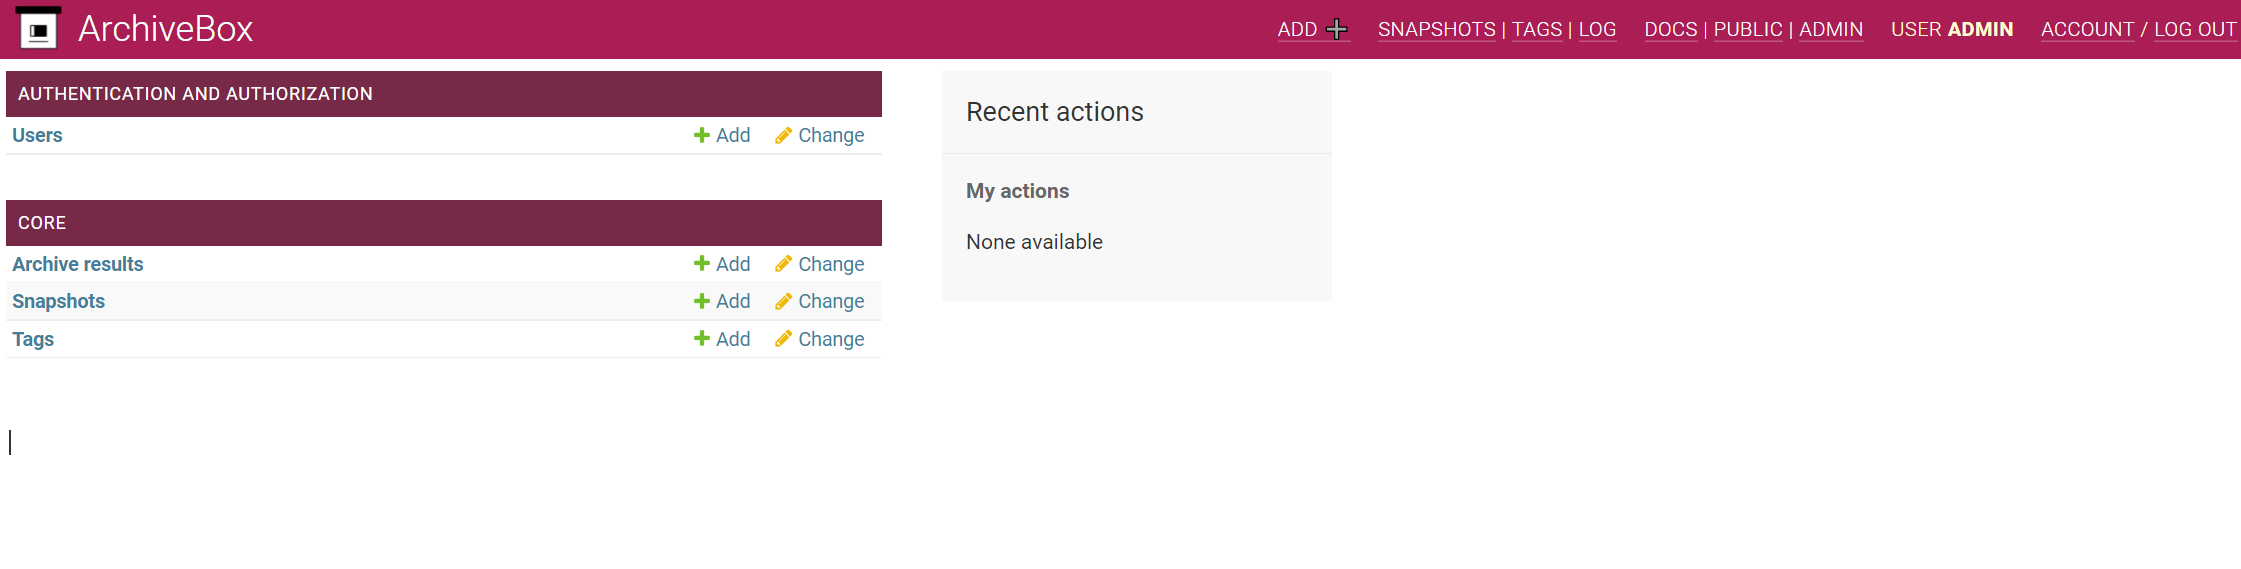 ArchiveBox
ADD SNAPSHOTS | TAGS | LOG DOCS | PUBLIC | ADMIN USER ADMIN ACCOUNT / LOG OUT
AUTHENTICATION AND AUTHORIZATION
Users Add Change
CORE
Archive results Add Change
Snapshots Add Change
Tags Add Change
Recent actions
My actions
None available